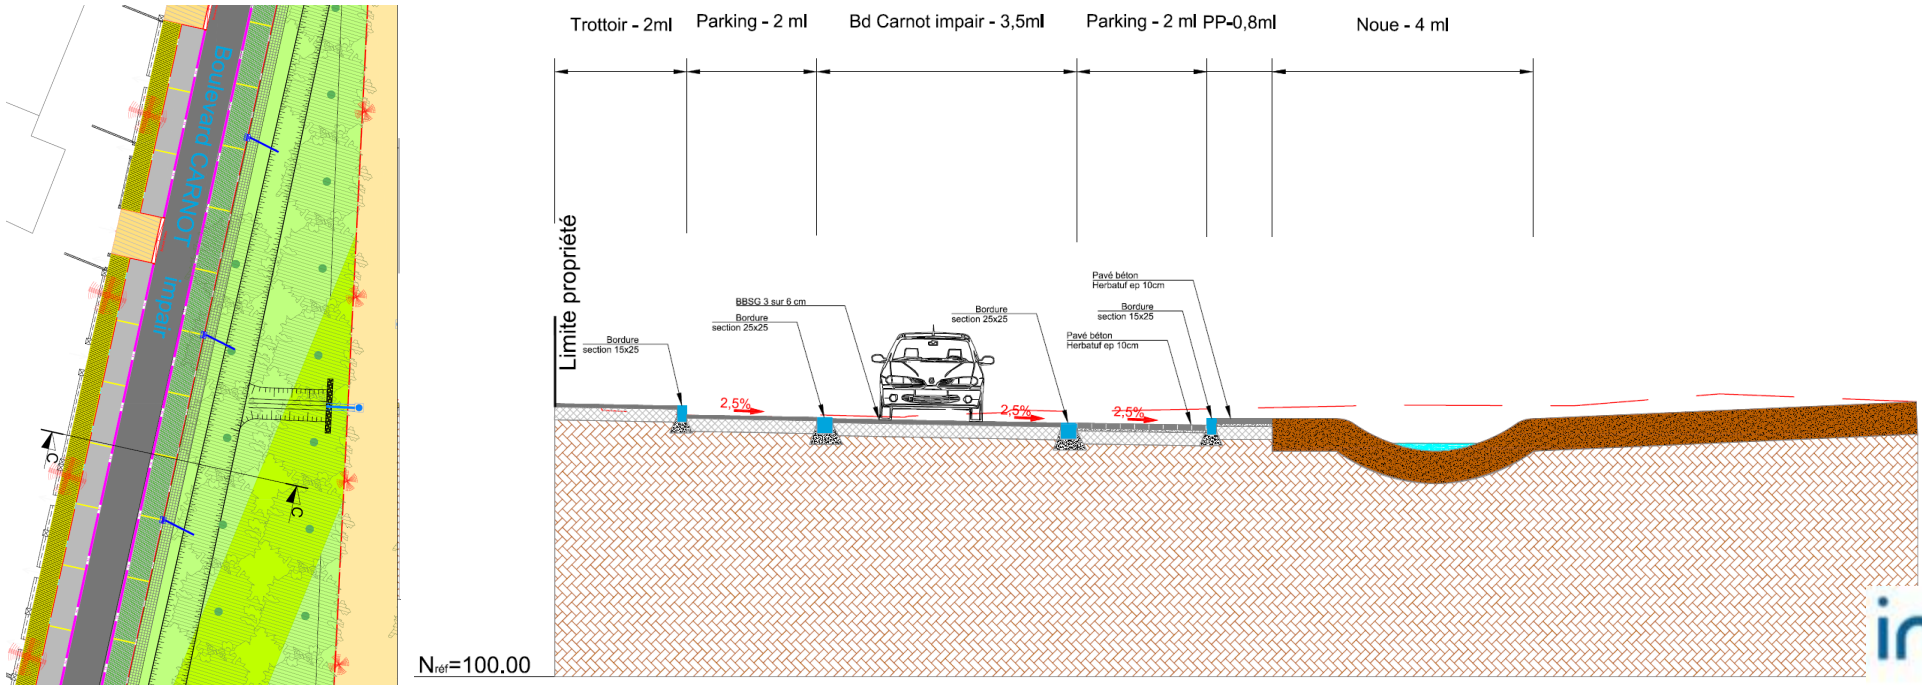 Boulevard CARNOT
impair
C
C
Trottoir - 2ml
Parking - 2 ml
Bd Carnot impair - 3,5ml
Parking - 2 ml
PP-0,8ml
Noue - 4 ml
Limite propriété
Bordure
section 15x25
BBSG 3 sur 6 cm
Bordure
section 25x25
Bordure
section 25x25
Pavé béton
Herbatuf ep 10cm
Bordure
section 15x25
Pavé béton
Herbatuf ep 10cm
2,5%
2,5%
2,5%
Nréf=100.00